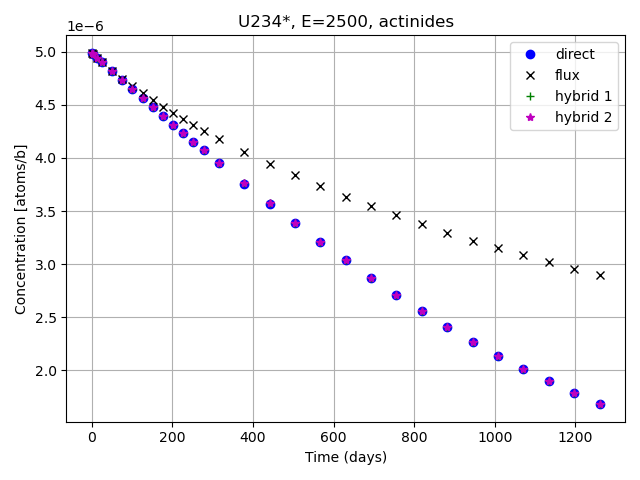 U234*, E=2500, actinides
1e−6
5.0
4.5
4.0
3.5
3.0
2.5
2.0
Concentration [atoms/b]
direct
flux
hybrid 1
hybrid 2
0
200
400
600
800
1000
1200
Time (days)